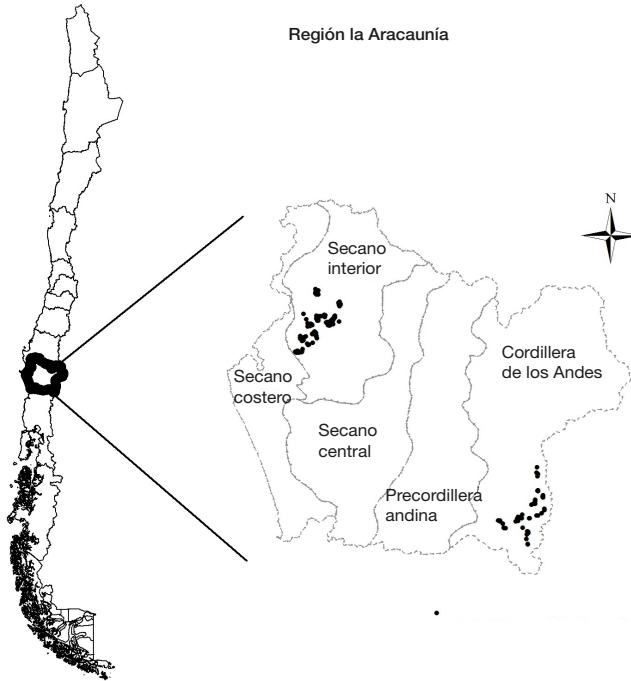 Región la Aracaunía
N
Secano
interior
Cordillera
de los Andes
Secano
costero
Secano
central
Precordillera
andina